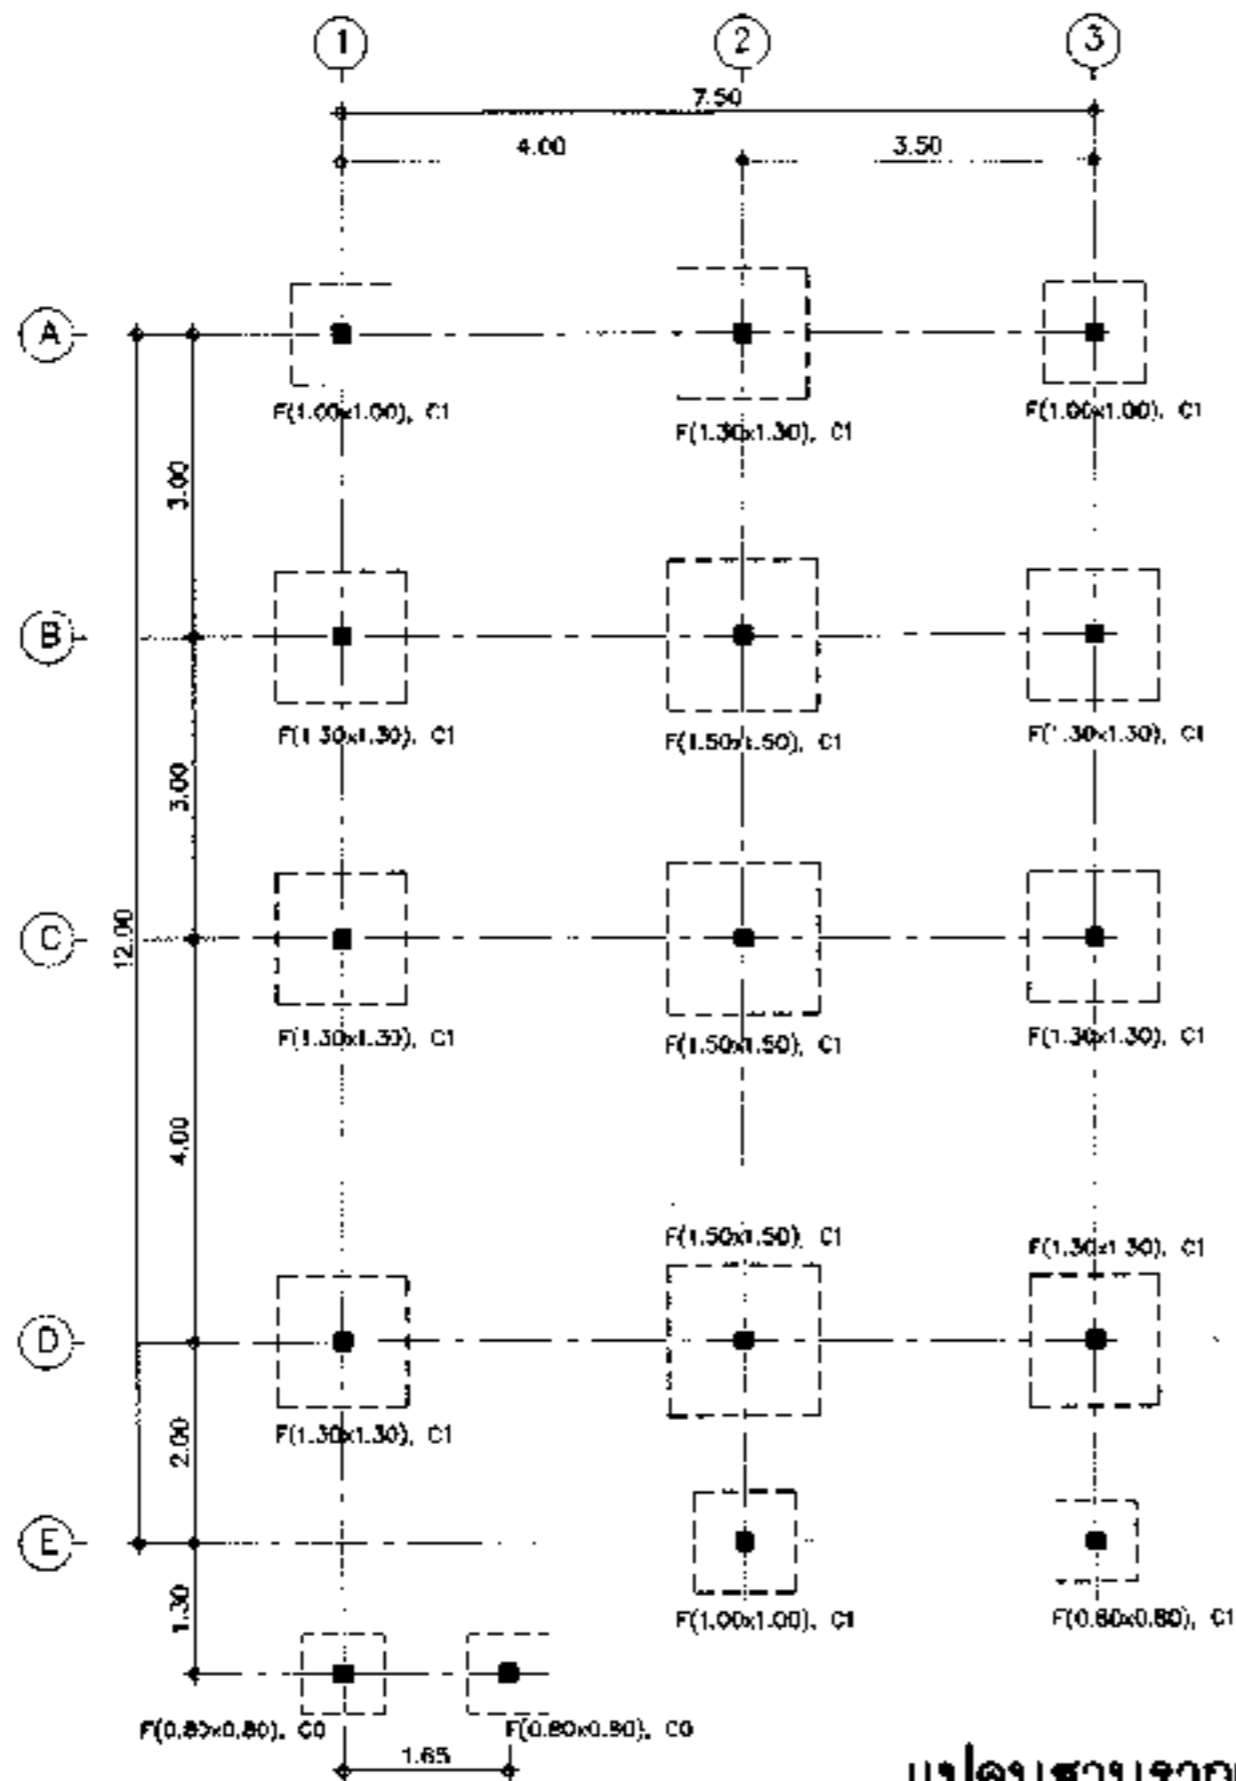 1 2 3
7.50
4.00 3.50
A
F(1.00x1.00), C1 F(1.30x1.30), C1 F(1.00x1.00), C1
3.00
B
F(1.30x1.30), C1 F(1.50x1.50), C1 F(1.30x1.30), C1
3.00
C
12.00
F(1.30x1.30), C1 F(1.50x1.50), C1 F(1.30x1.30), C1
4.00
F(1.50x1.50), C1 F(1.30x1.30), C1
D
F(1.30x1.30), C1
2.00
E
1.30
F(1.00x1.00), C1 F(0.80x0.80), C1
F(0.80x0.80), C0 F(0.80x0.80), C0
1.65